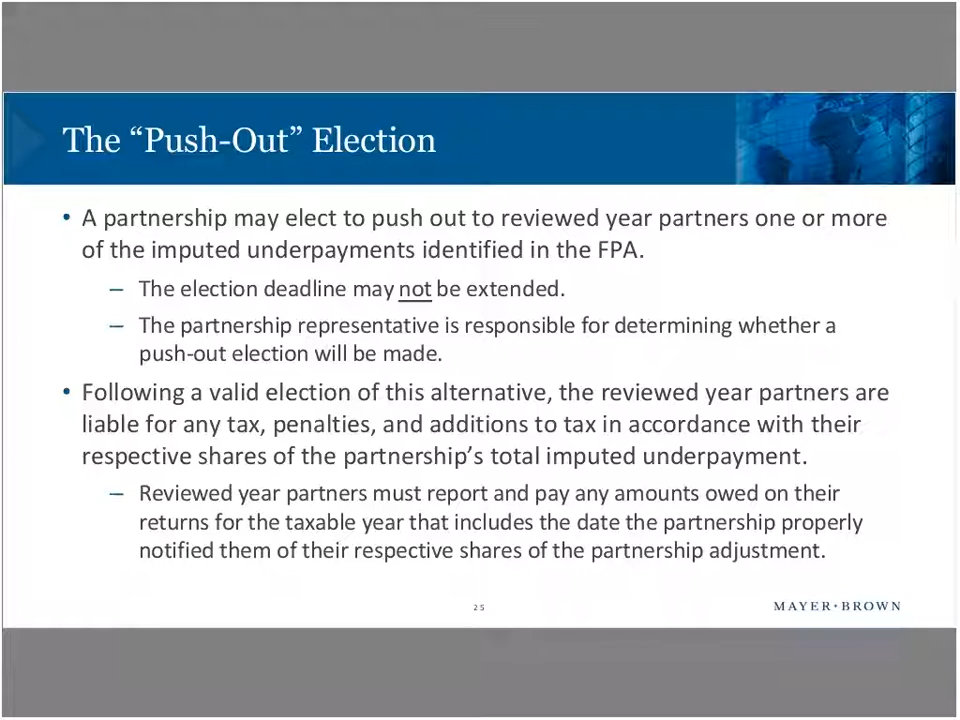 The “Push-Out” Election
• A partnership may elect to push out to reviewed year partners one or more
of the imputed underpayments identified in the FPA.
– The election deadline may not be extended.
– The partnership representative is responsible for determining whether a
push-out election will be made.
• Following a valid election of this alternative, the reviewed year partners are
liable for any tax, penalties, and additions to tax in accordance with their
respective shares of the partnership’s total imputed underpayment.
– Reviewed year partners must report and pay any amounts owed on their
returns for the taxable year that includes the date the partnership properly
notified them of their respective shares of the partnership adjustment.
25
MAYER•BROWN